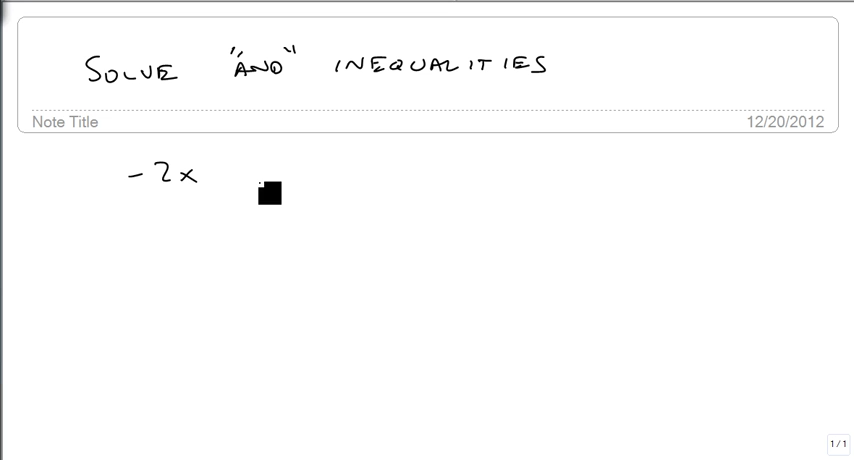 SOLVE "AND" INEQUALITIES
Note Title
12/20/2012
- 2x
1 / 1